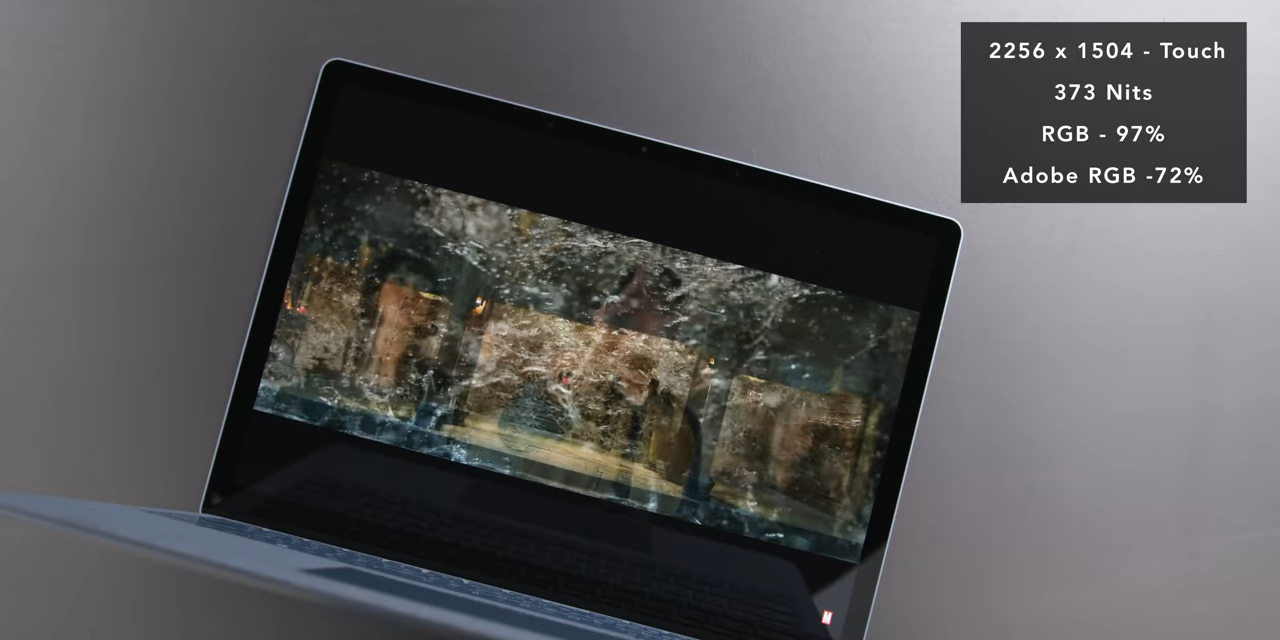 2256 x 1504 - Touch
373 Nits
RGB - 97%
Adobe RGB -72%